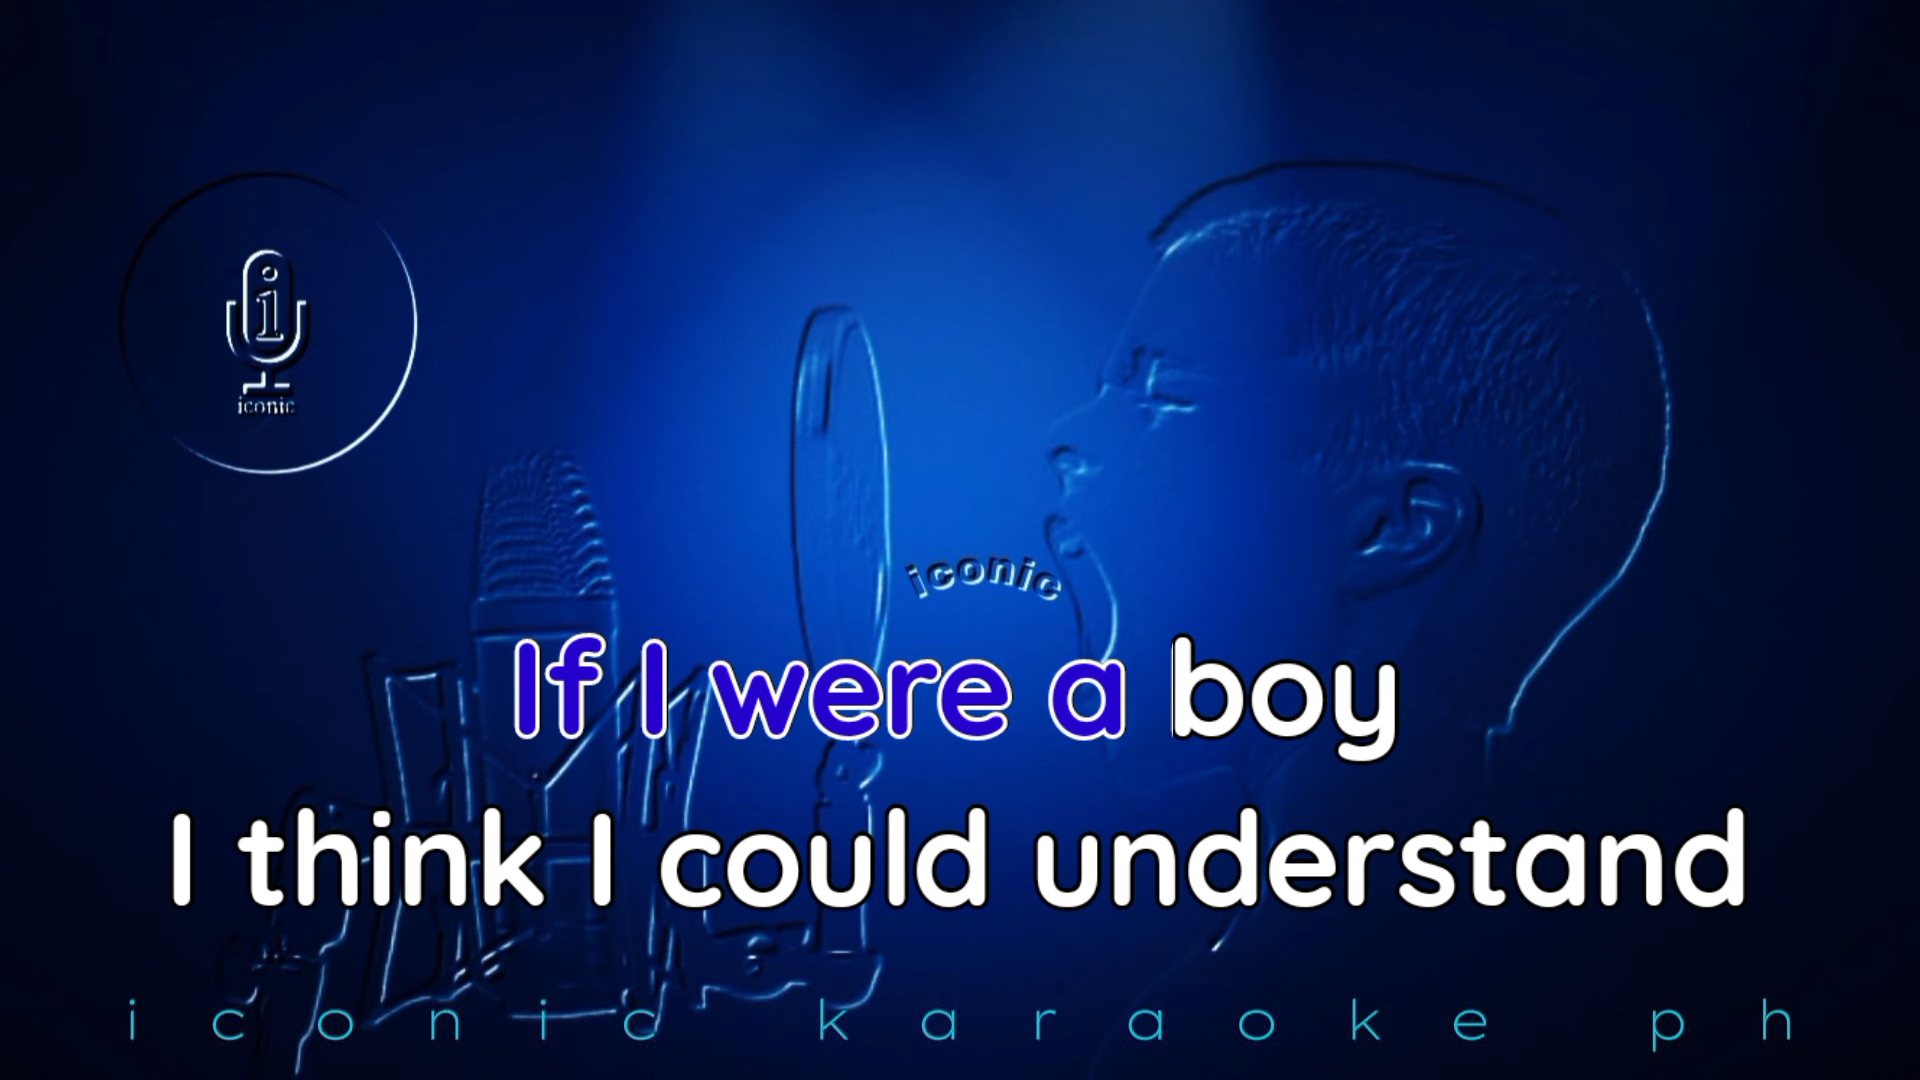 i
iconic
iconic
If I were a boy
I think I could understand
iconic karaoke ph